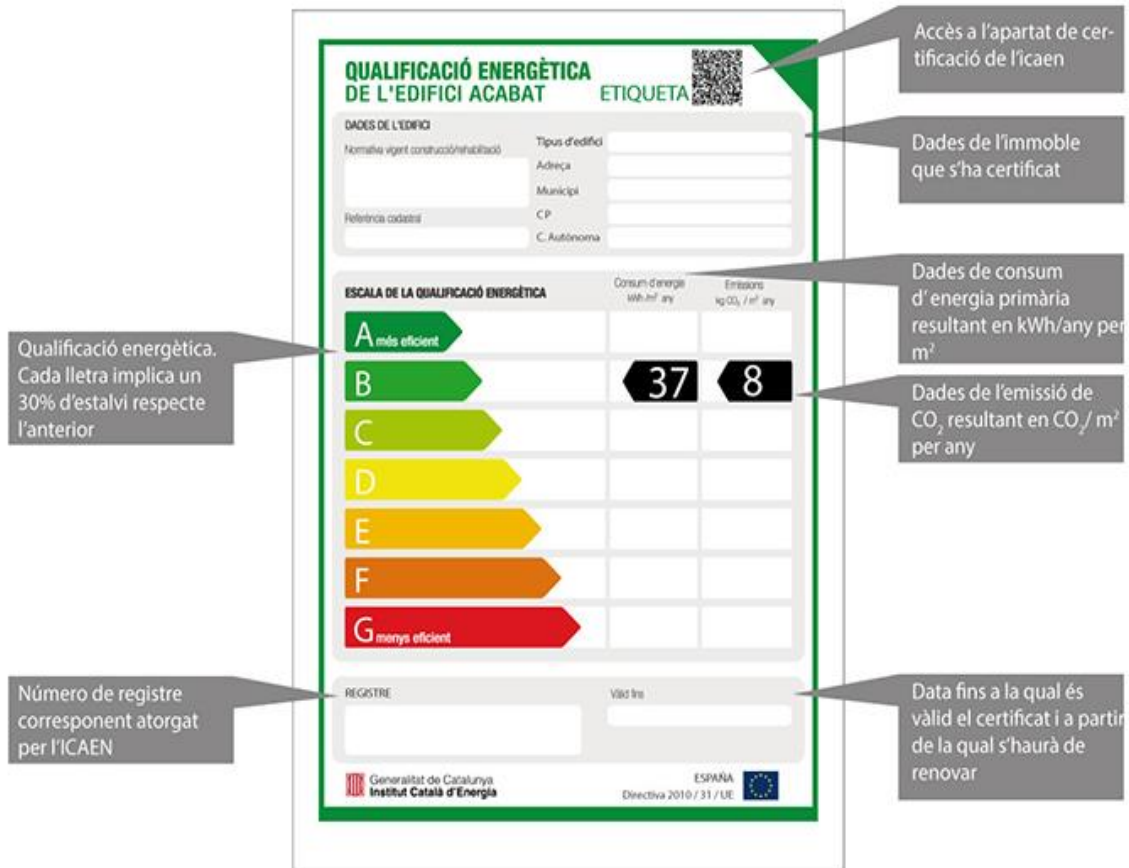 Accès a l'apartat de cer-
tificació de l'icaen
QUALIFICACIÓ ENERGÈTICA
DE L'EDIFICI ACABAT
ETIQUETA
DADES DE L'EDIFICI
Normativa vigent construcció/rehabilitació
Tipus d'edifici
Adreça
Municipi
Referència cadastral
CP
C. Autònoma
Dades de l'immoble
que s'ha certificat
ESCALA DE LA QUALIFICACIÓ ENERGÈTICA
Consum d'energia
kWh /m² any
Emissions
kg CO₂ / m² any
Dades de consum
d' energia primària
resultant en kWh/any per
m²
A més eficient
B
37
8
C
D
E
F
G menys eficient
Qualificació energètica.
Cada lletra implica un
30% d'estalvi respecte
l'anterior
Dades de l'emissió de
CO₂ resultant en CO₂/ m²
per any
Número de registre
corresponent atorgat
per l'ICAEN
REGISTRE
Vàlid fins
Data fins a la qual és
vàlid el certificat i a partir
de la qual s'haurà de
renovar
Generalitat de Catalunya
Institut Català d'Energia
ESPAÑA
Directiva 2010 / 31 / UE